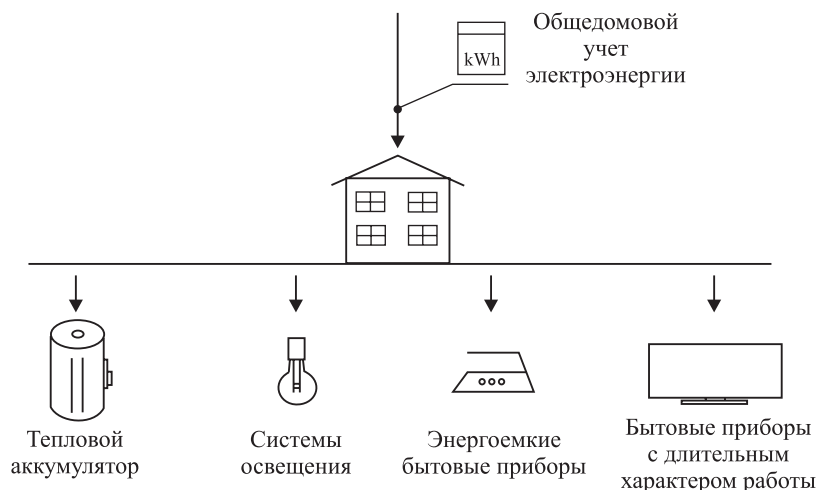 Общедомовой
учет
электроэнергии
kWh
Тепловой
аккумулятор
Системы
освещения
Энергоемкие
бытовые приборы
Бытовые приборы
с длительным
характером работы